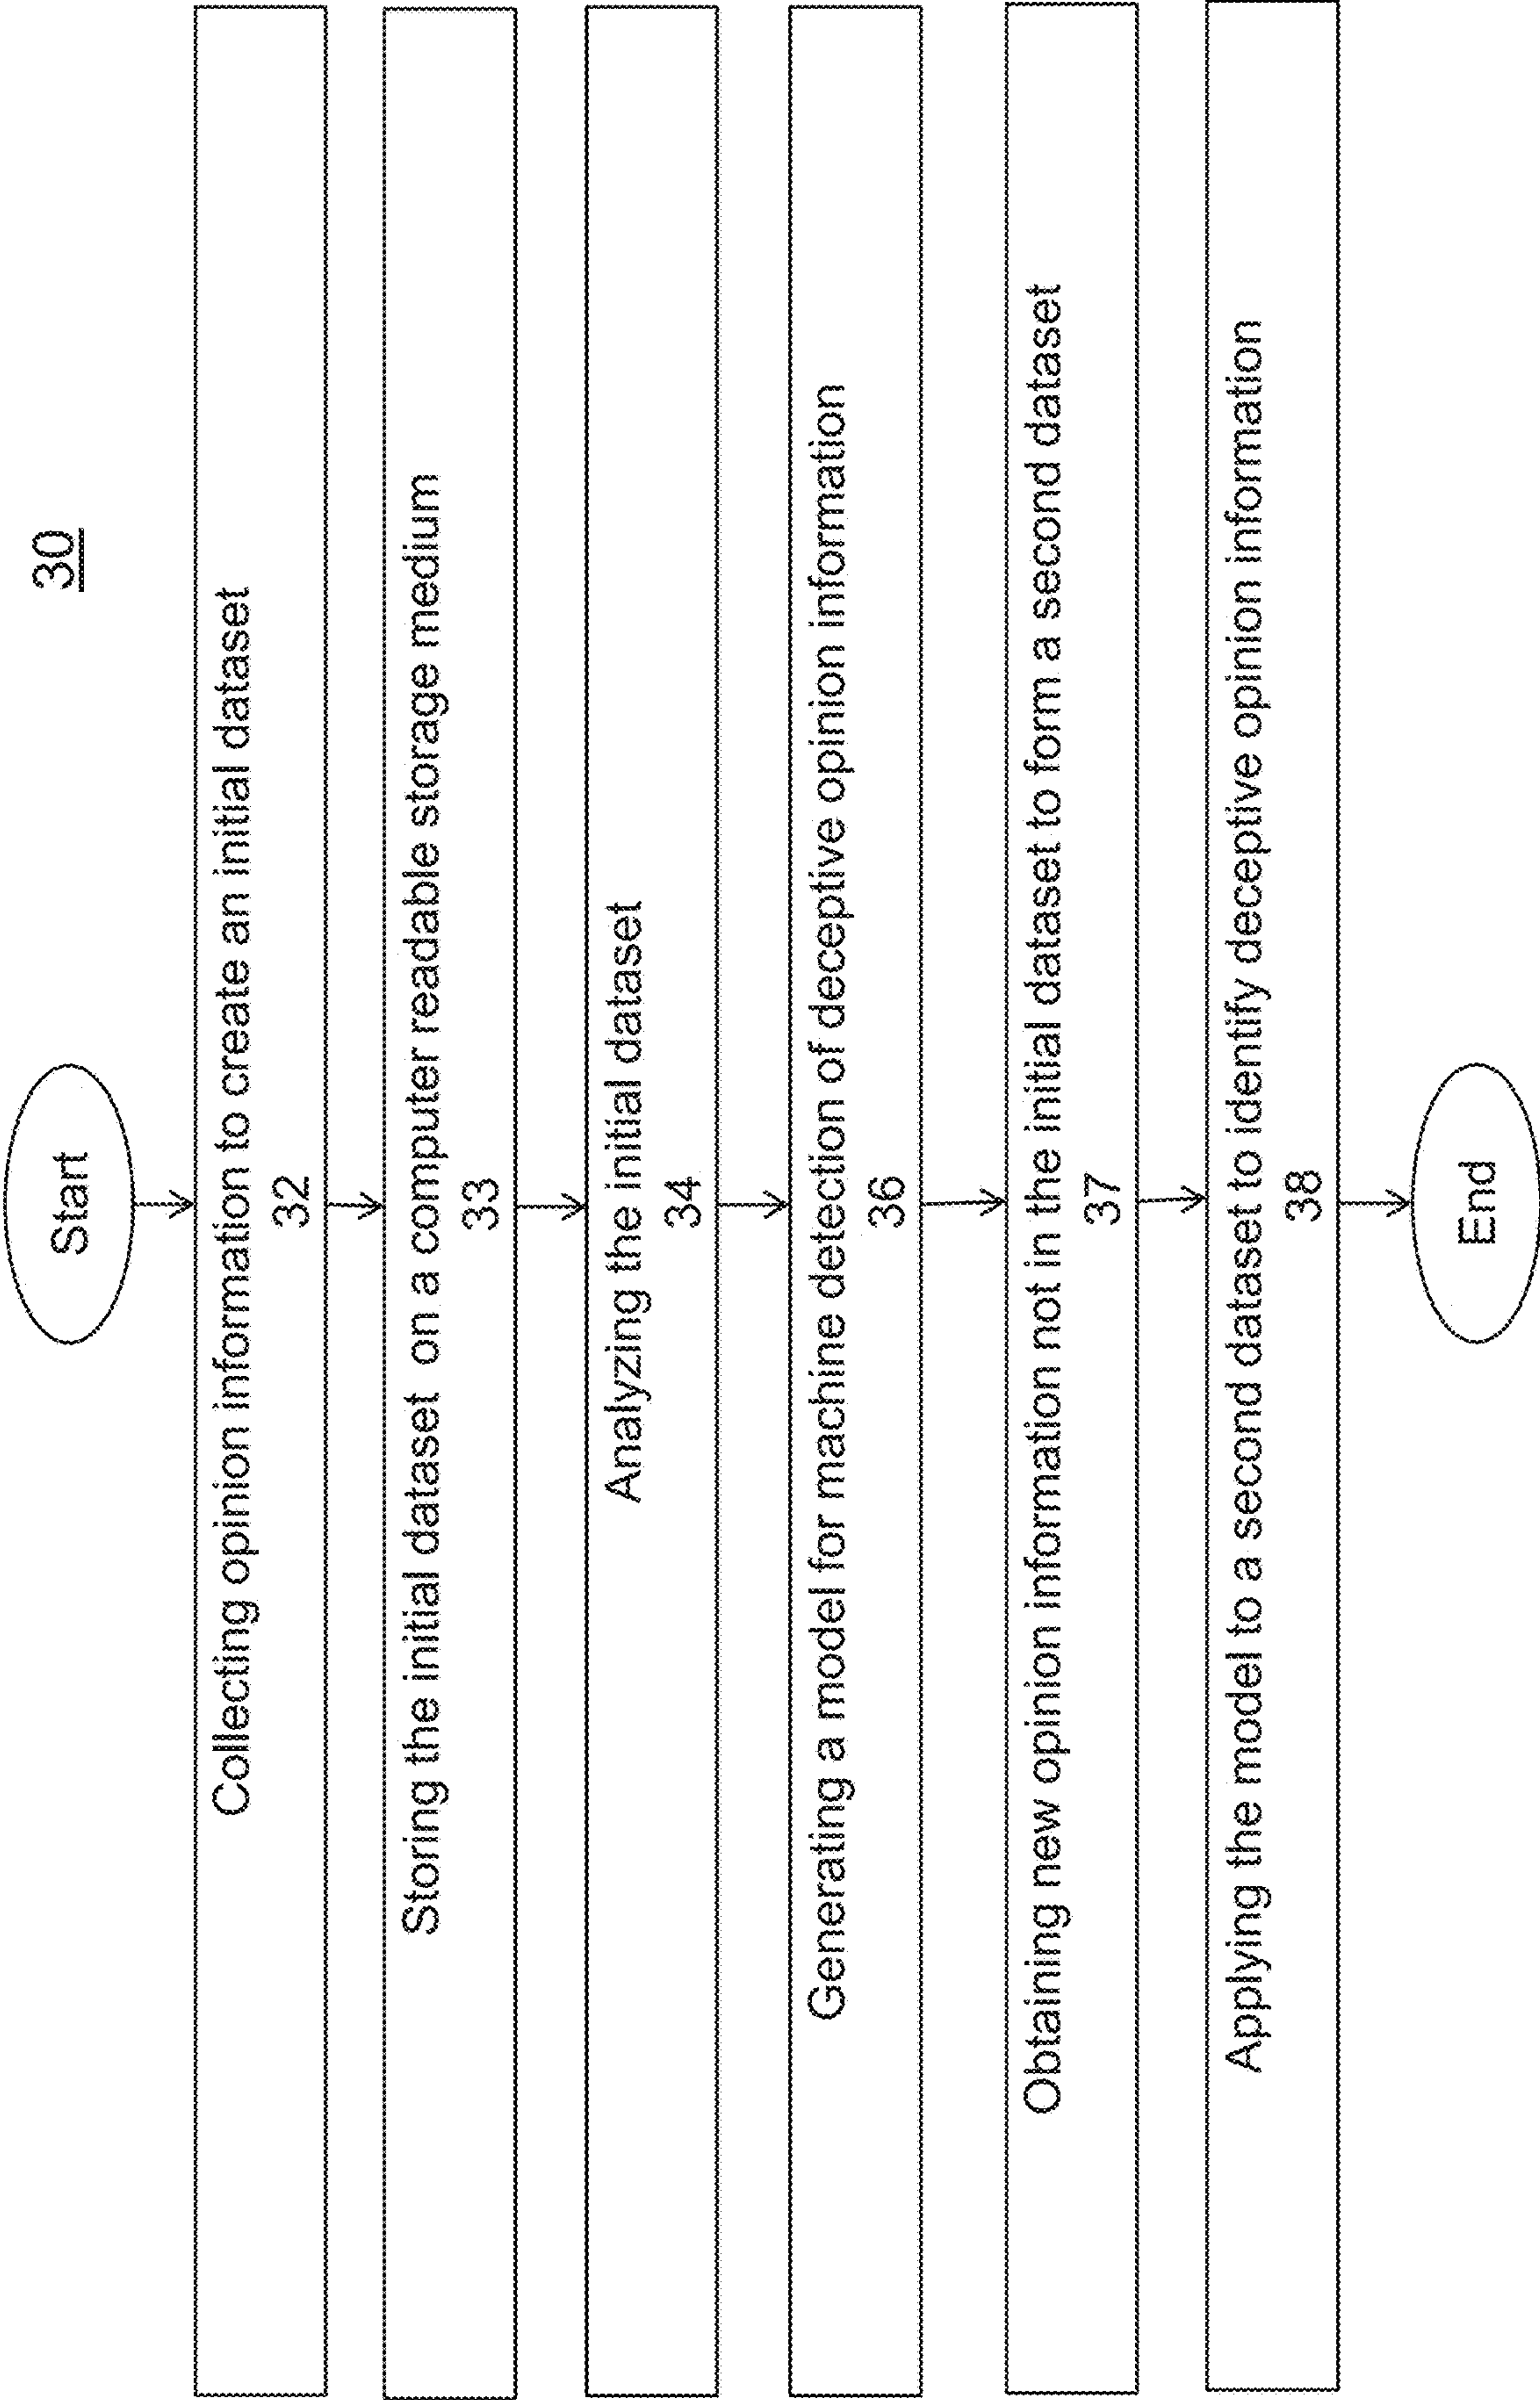 30
Start
Collecting opinion information to create an initial dataset
32
Storing the initial dataset on a computer readable storage medium
33
Analyzing the initial dataset
34
Generating a model for machine detection of deceptive opinion information
36
Obtaining new opinion information not in the initial dataset to form a second dataset
37
Applying the model to a second dataset to identify deceptive opinion information
38
End